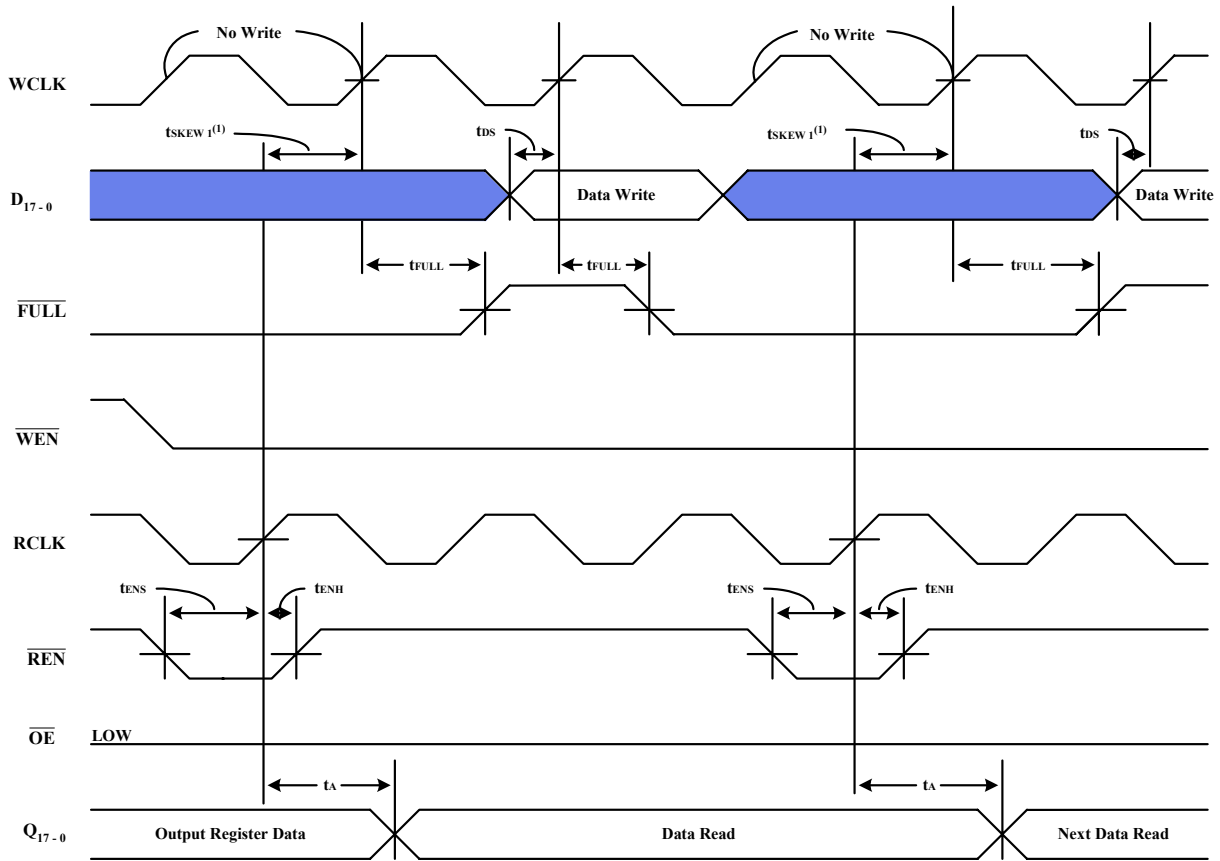 No Write
No Write
WCLK
tSKEW 1(1)
tDS
tSKEW 1(1)
tDS
D17 - 0
Data Write
Data Write
tFULL
tFULL
tFULL
FULL
WEN
RCLK
tENS
tENH
tENS
tENH
REN
OE
LOW
tA
tA
Q17 - 0
Output Register Data
Data Read
Next Data Read